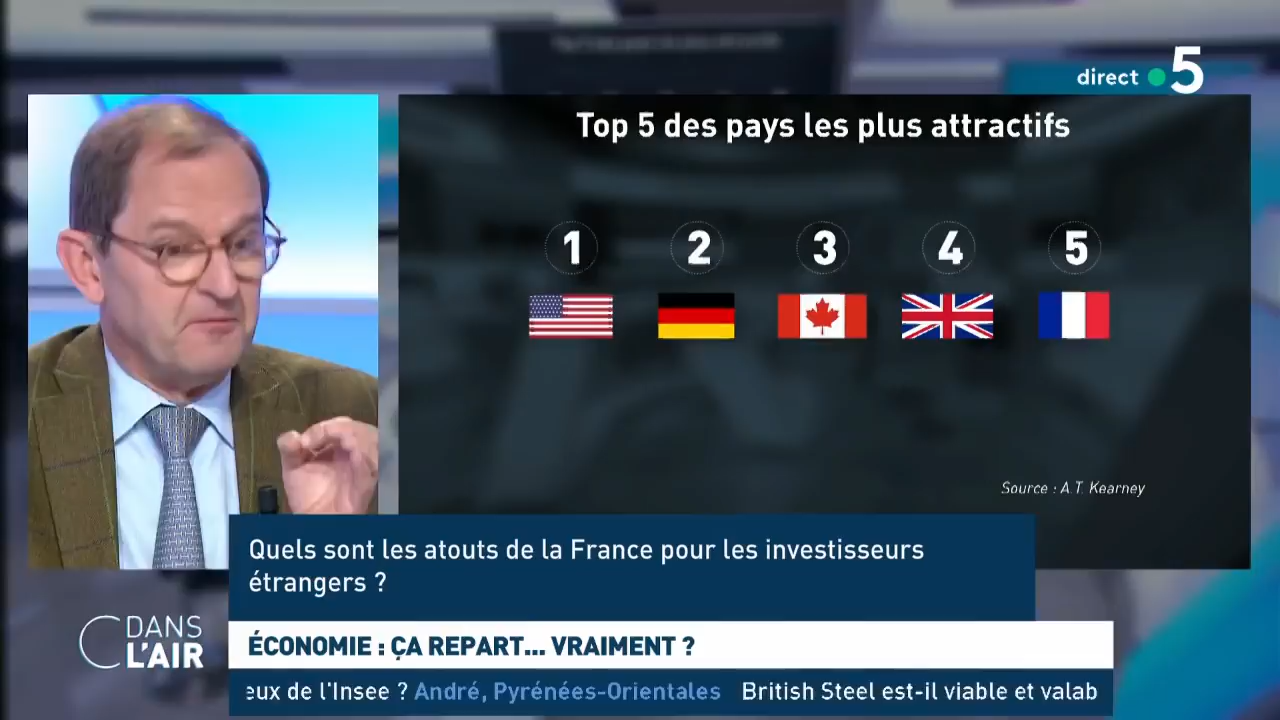 direct 5
Top 5 des pays les plus attractifs
1 2 3 4 5
Source : A.T. Kearney
Quels sont les atouts de la France pour les investisseurs
étrangers ?
C DANS
L'AIR
ÉCONOMIE : ÇA REPART... VRAIMENT ?
eux de l'Insee ? André, Pyrénées-Orientales British Steel est-il viable et valab